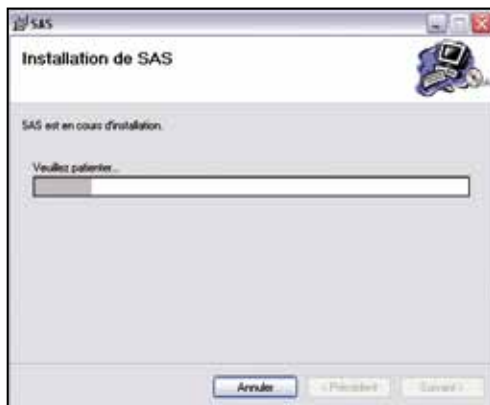 SAS
Installation de SAS
SAS est en cours d'installation.
Veuillez patienter...
Annuler
< Précédent
Suivant >